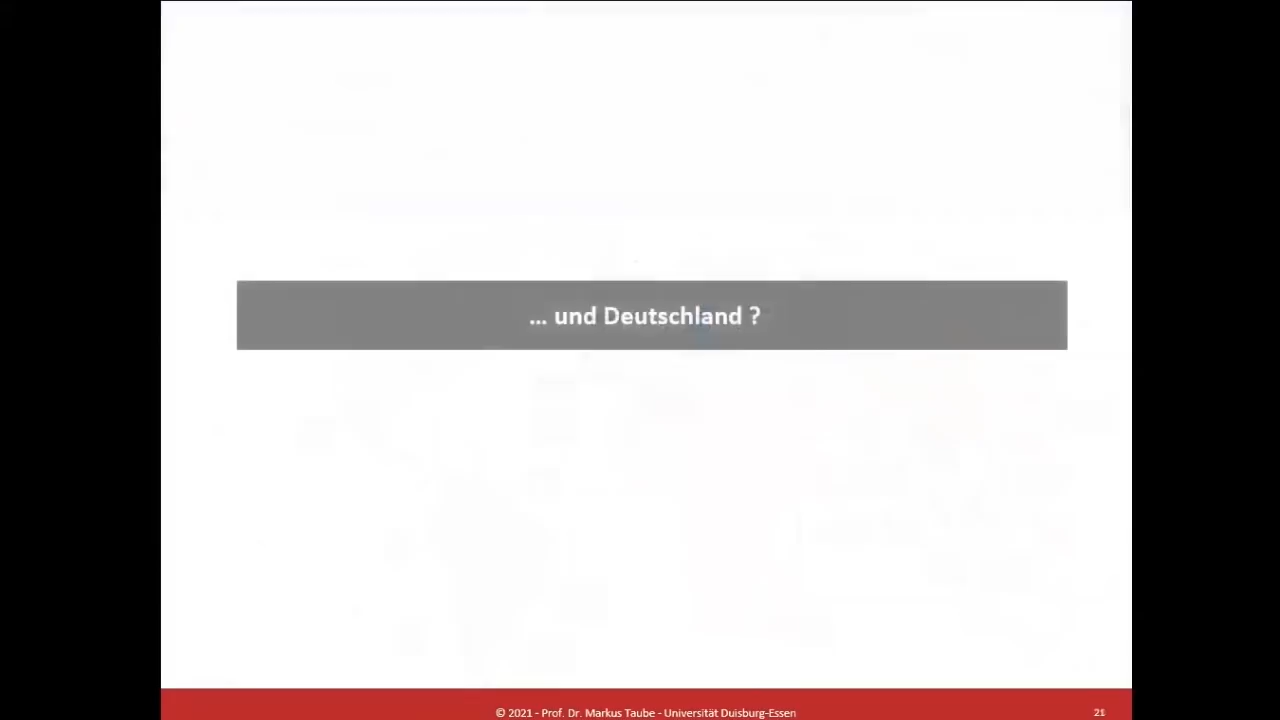 ... und Deutschland ?
© 2021 - Prof. Dr. Markus Taube - Universität Duisburg-Essen
21